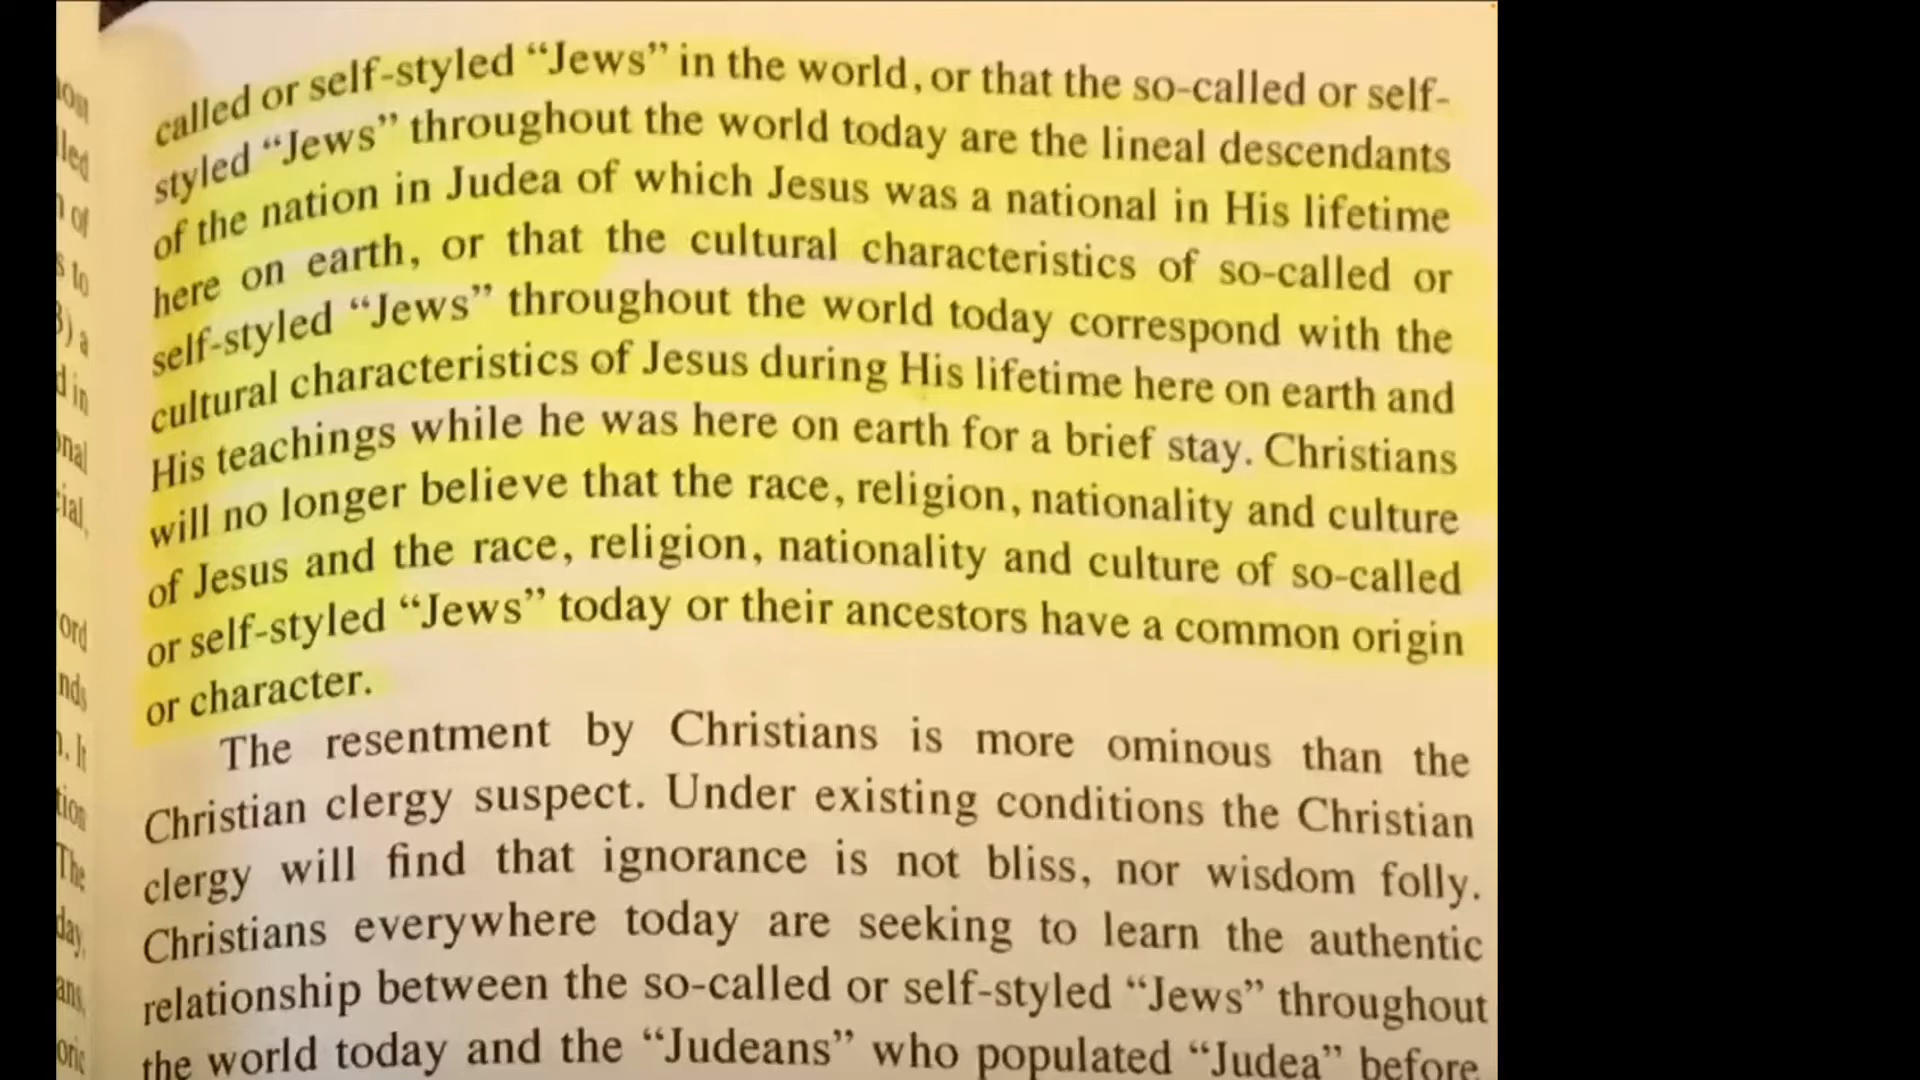 called or self-styled “Jews” in the world, or that the so-called or self-
styled “Jews” throughout the world today are the lineal descendants
of the nation in Judea of which Jesus was a national in His lifetime
here on earth, or that the cultural characteristics of so-called or
self-styled “Jews” throughout the world today correspond with the
cultural characteristics of Jesus during His lifetime here on earth and
His teachings while he was here on earth for a brief stay. Christians
will no longer believe that the race, religion, nationality and culture
of Jesus and the race, religion, nationality and culture of so-called
or self-styled “Jews” today or their ancestors have a common origin
or character.
The resentment by Christians is more ominous than the
Christian clergy suspect. Under existing conditions the Christian
clergy will find that ignorance is not bliss, nor wisdom folly.
Christians everywhere today are seeking to learn the authentic
relationship between the so-called or self-styled “Jews” throughout
the world today and the “Judeans” who populated “Judea” before